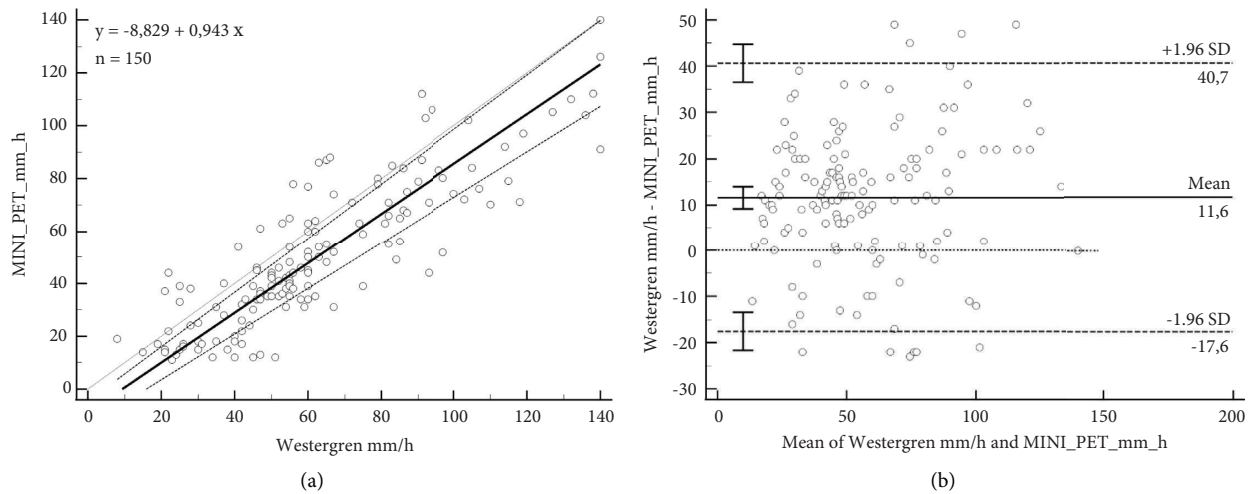 y = -8,829 + 0,943 x
n = 150
140
120
100
80
60
40
20
0
MINI_PET_mm_h
0 20 40 60 80 100 120 140
Westergren mm/h
(a)
50
40
30
20
10
0
-10
-20
-30
Westergren mm/h - MINI_PET_mm_h
+1.96 SD
40,7
Mean
11,6
-1.96 SD
-17,6
0 50 100 150 200
Mean of Westergren mm/h and MINI_PET_mm_h
(b)